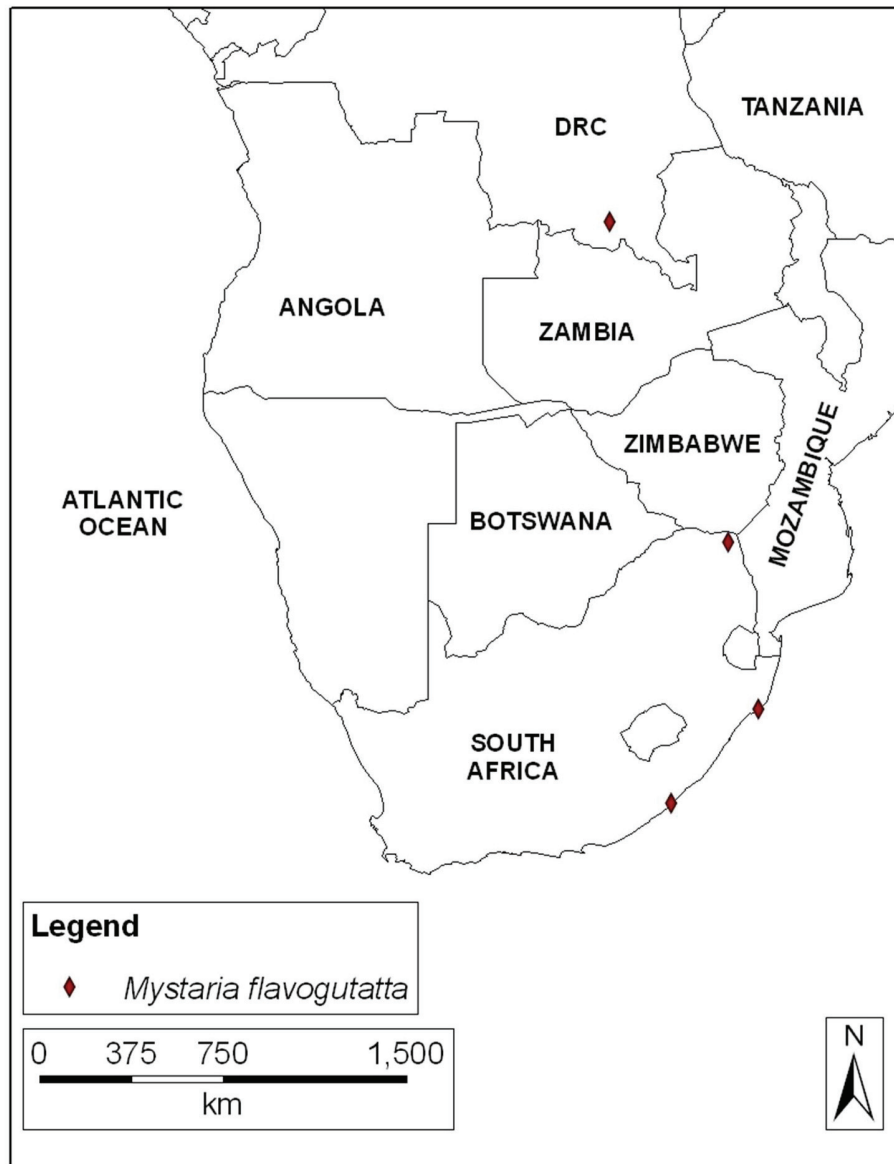 TANZANIA
DRC
ANGOLA
ZAMBIA
ZIMBABWE
MOZAMBIQUE
ATLANTIC
OCEAN
BOTSWANA
SOUTH
AFRICA
Legend
Mystaria flavogutatta
0 375 750 1,500
km
N